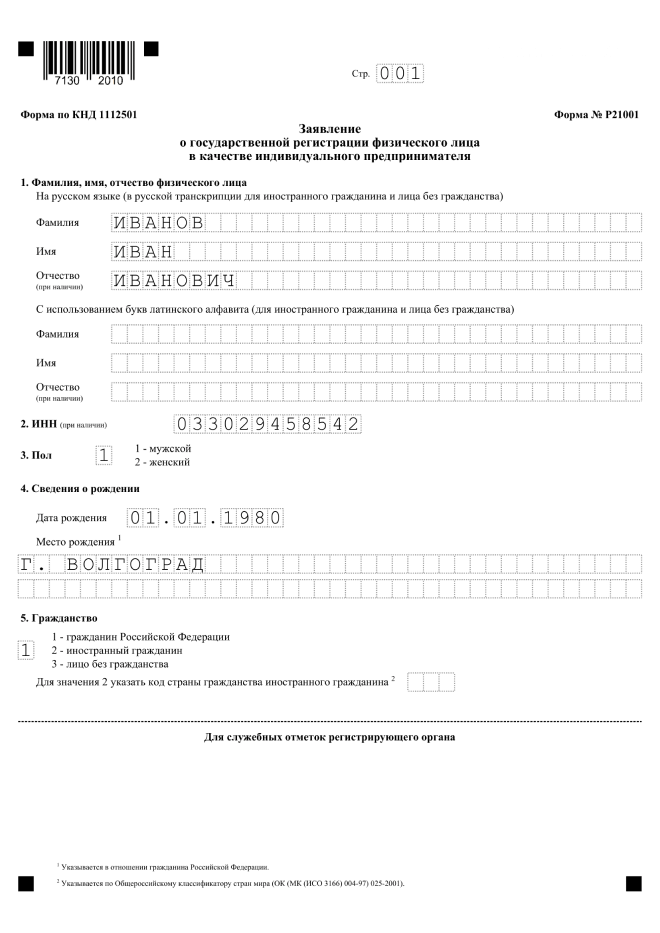 7130 2010
Стр. 001
Форма по КНД 1112501
Форма № Р21001
Заявление
о государственной регистрации физического лица
в качестве индивидуального предпринимателя
1. Фамилия, имя, отчество физического лица
На русском языке (в русской транскрипции для иностранного гражданина и лица без гражданства)
Фамилия ИВАНОВ
Имя ИВАН
Отчество ИВАНОВИЧ
(при наличии)
С использованием букв латинского алфавита (для иностранного гражданина и лица без гражданства)
Фамилия
Имя
Отчество
(при наличии)
2. ИНН (при наличии) 033029458542
3. Пол 1
1 - мужской
2 - женский
4. Сведения о рождении
Дата рождения 01.01.1980
Место рождения 1
Г. ВОЛГОГРАД
5. Гражданство
1
1 - гражданин Российской Федерации
2 - иностранный гражданин
3 - лицо без гражданства
Для значения 2 указать код страны гражданства иностранного гражданина 2
Для служебных отметок регистрирующего органа
1 Указывается в отношении гражданина Российской Федерации.
2 Указывается по Общероссийскому классификатору стран мира (ОК (МК (ИСО 3166) 004-97) 025-2001).